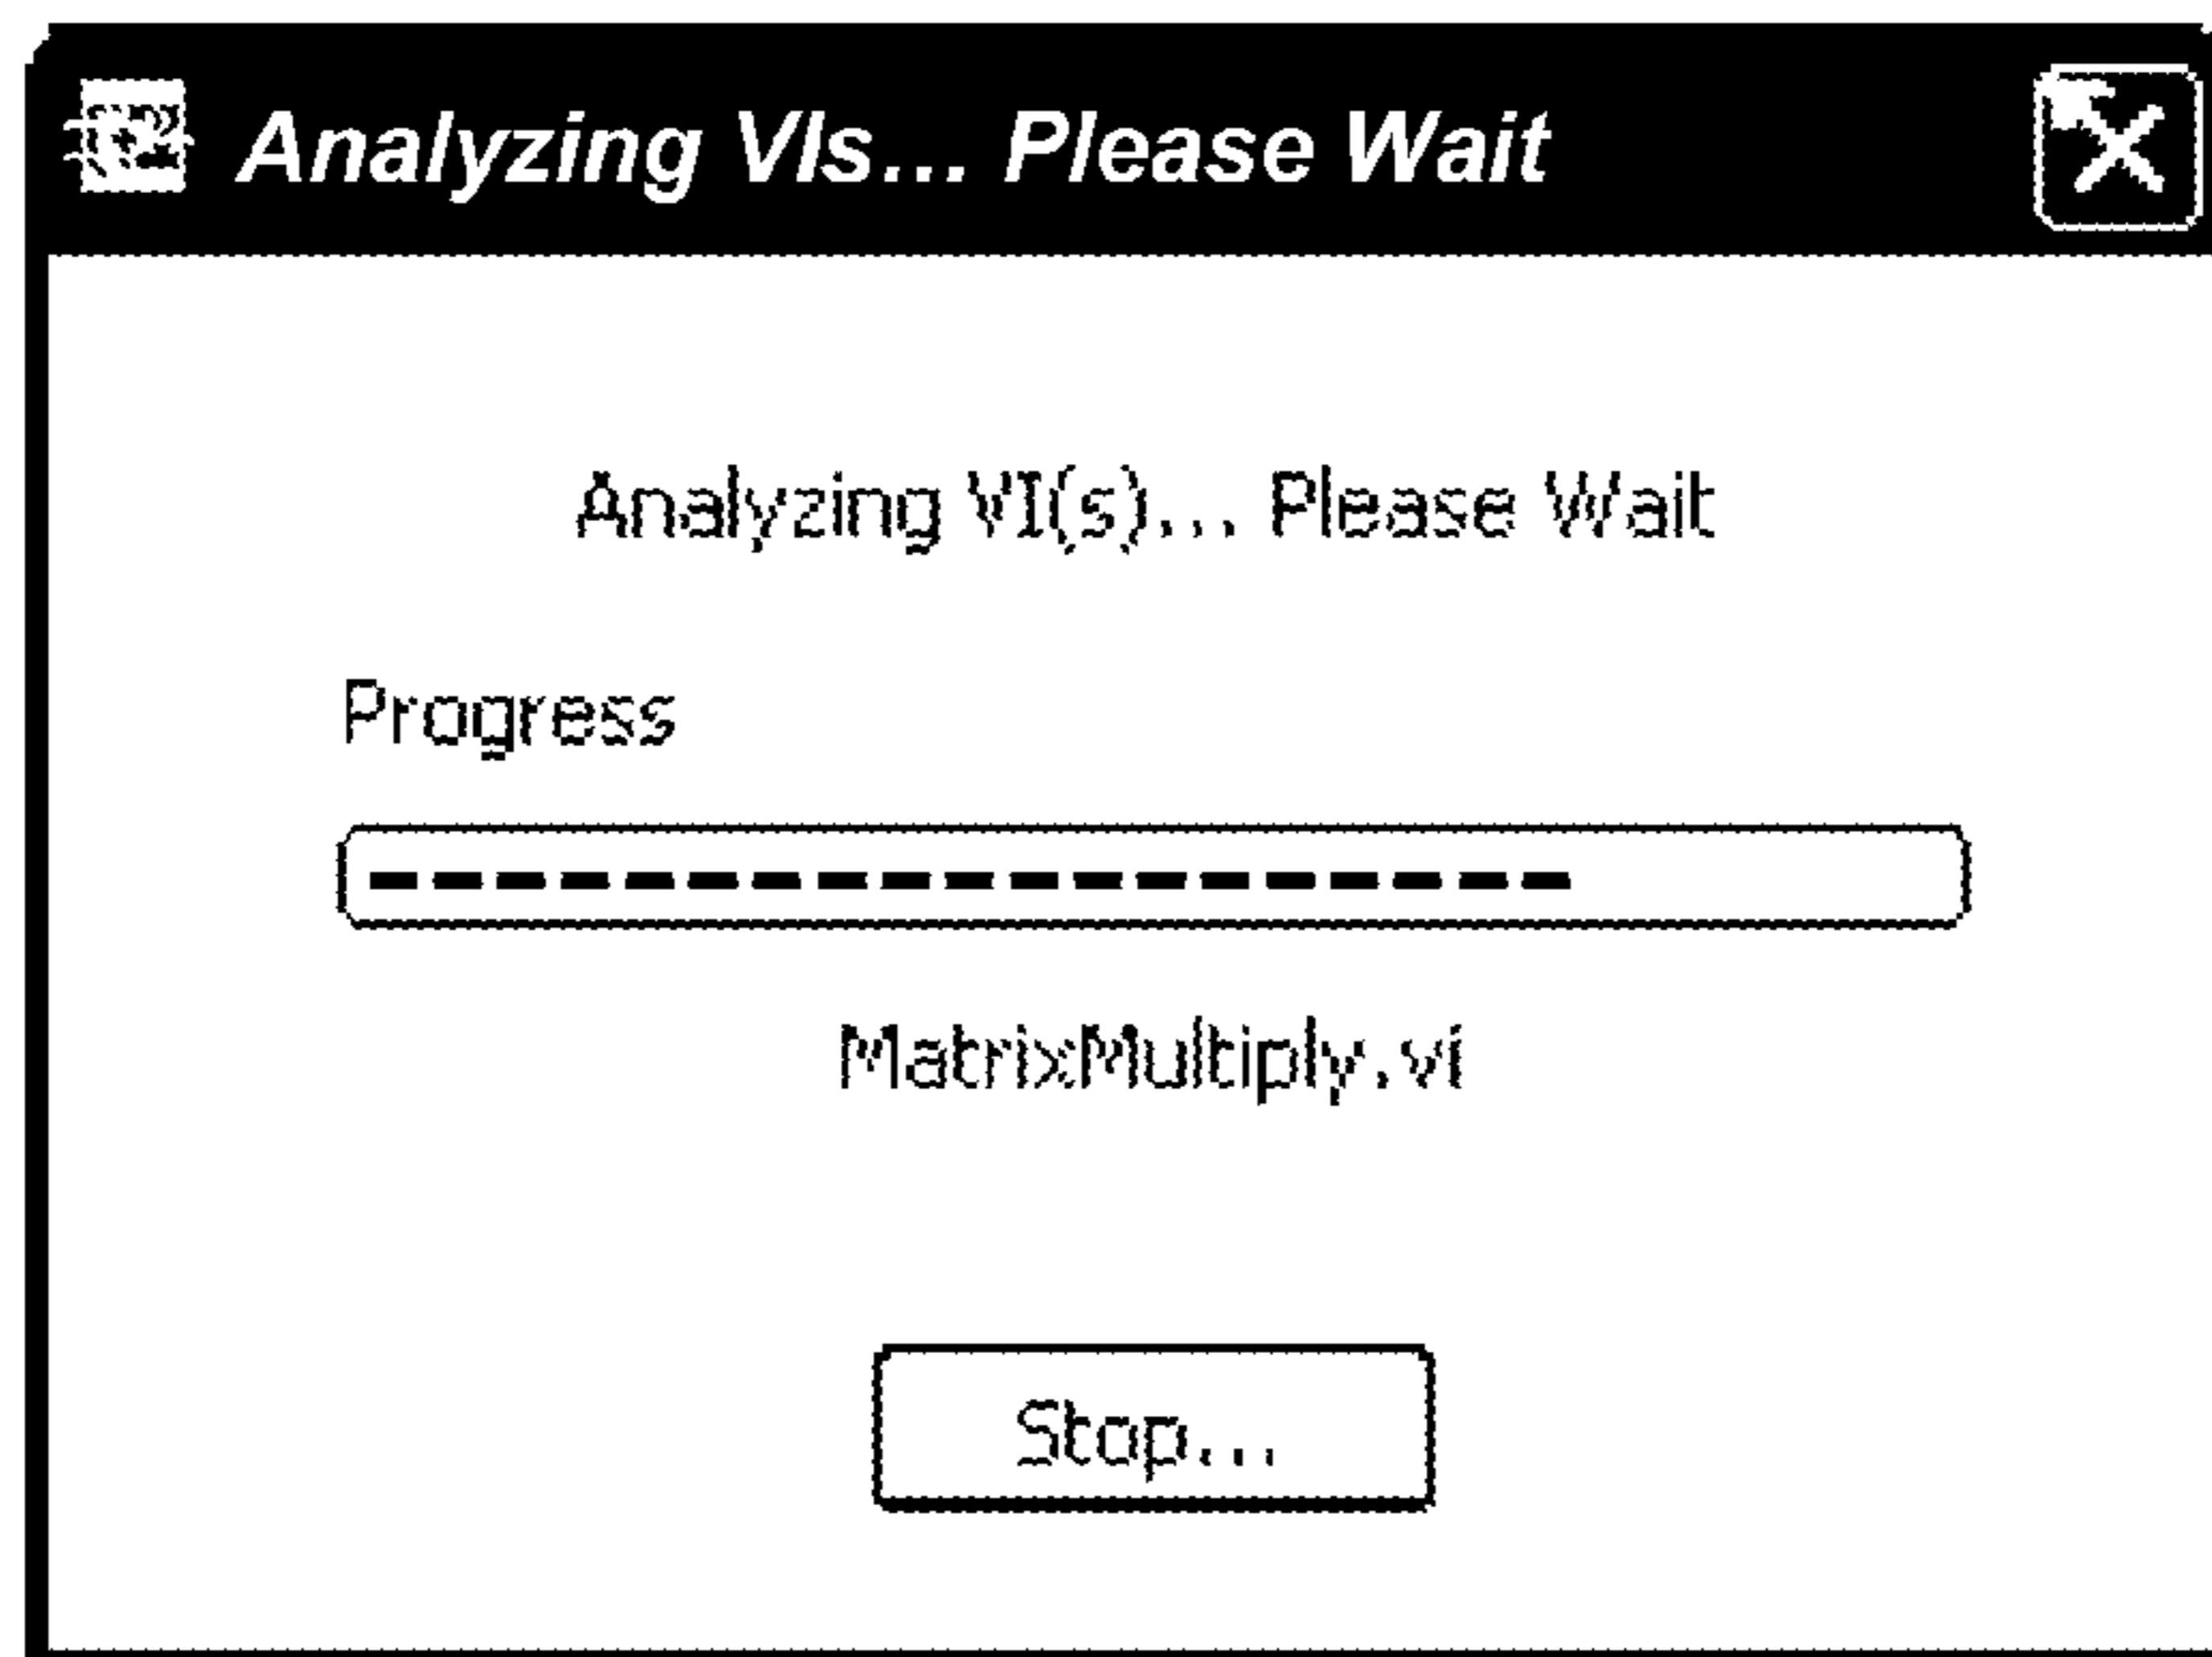 Analyzing VIs... Please Wait
Analyzing VI(s)... Please Wait
Progress
MatrixMultiply.vi
Stop...